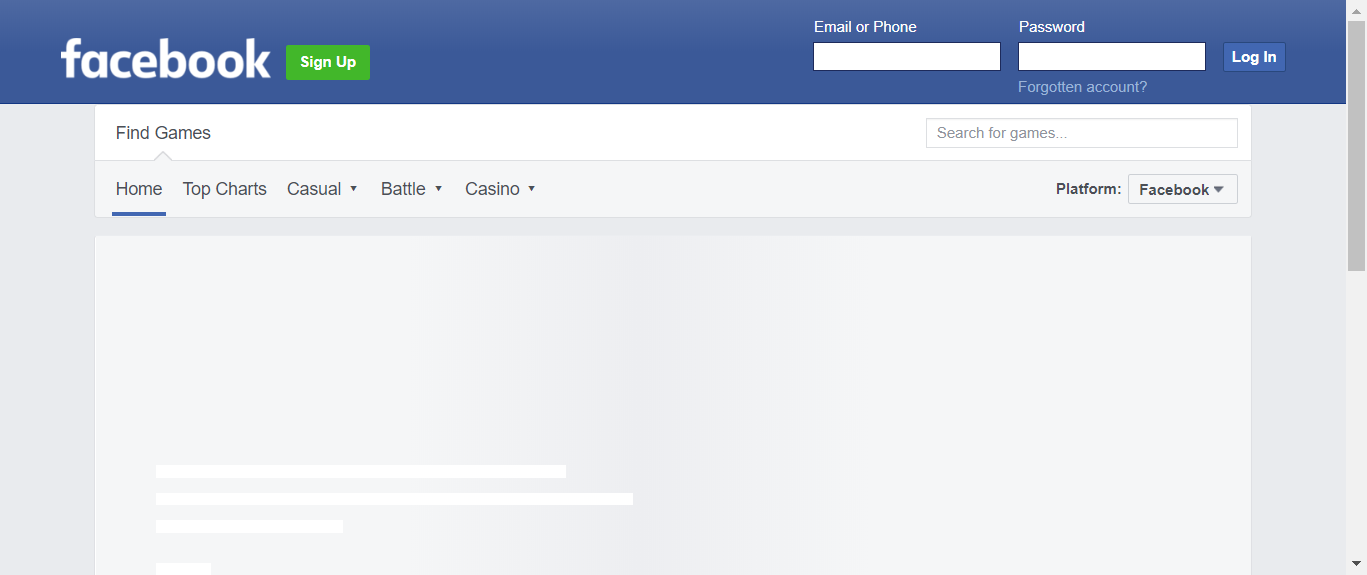 Email or Phone
Password
facebook
Sign Up
Log In
Forgotten account?
Find Games
Search for games...
Home
Top Charts
Casual
Battle
Casino
Platform:
Facebook